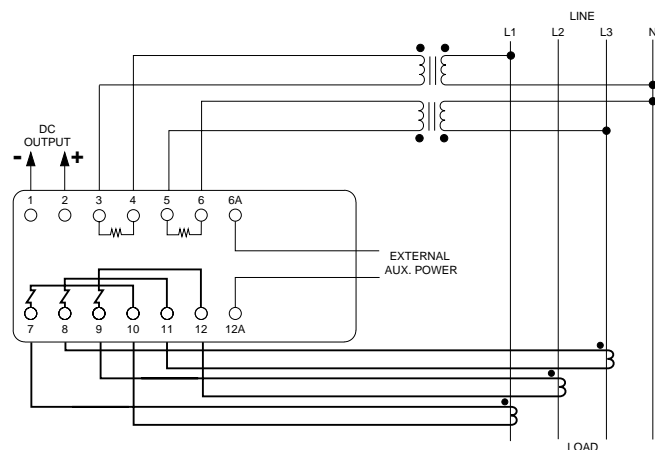 LINE
L1 L2 L3 N
DC
OUTPUT
- +
1 2 3 4 5 6 6A
EXTERNAL
AUX. POWER
7 8 9 10 11 12 12A
LOAD